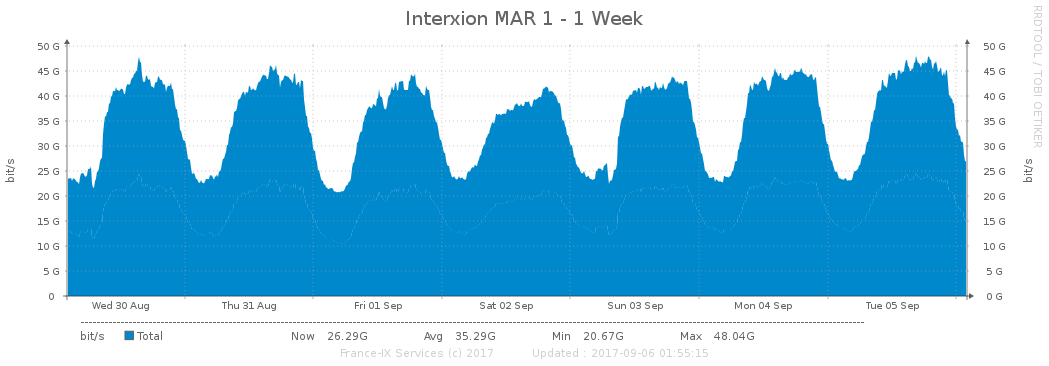 Interxion MAR 1 - 1 Week
RRDTOOL / TOBI OETIKER
bit/s
50 G 50 G
45 G 45 G
40 G 40 G
35 G 35 G
30 G 30 G
25 G 25 G
20 G 20 G
15 G 15 G
10 G 10 G
5 G 5 G
0 0 G
bit/s
Wed 30 Aug Thu 31 Aug Fri 01 Sep Sat 02 Sep Sun 03 Sep Mon 04 Sep Tue 05 Sep
bit/s Total Now 26.29G Avg 35.29G Min 20.67G Max 48.04G
France-IX Services (c) 2017 Updated : 2017-09-06 01:55:15